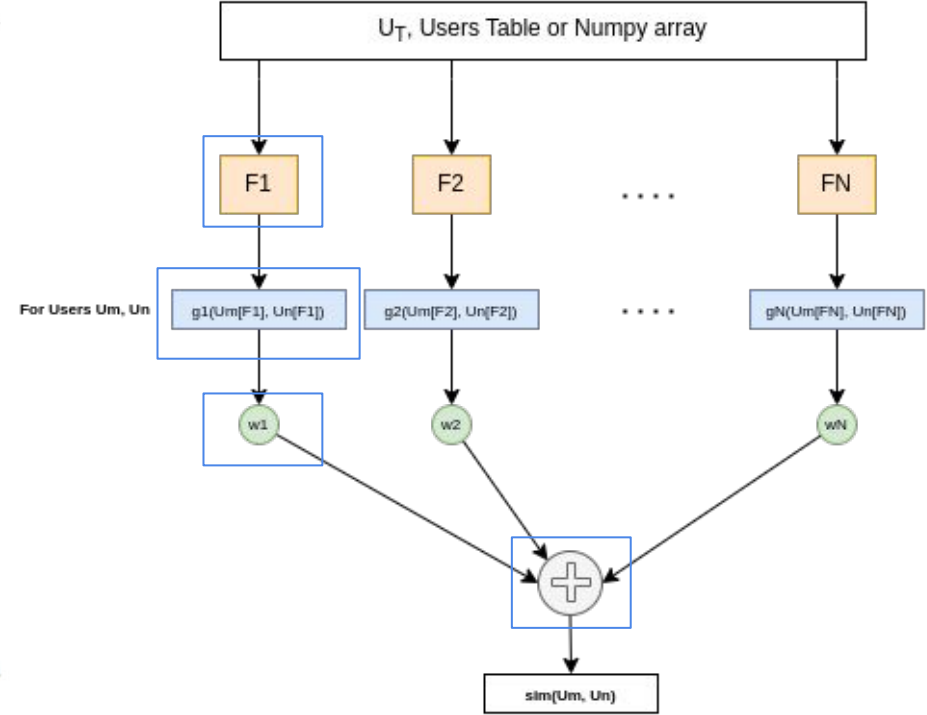 U_T, Users Table or Numpy array
F1
F2
. . . .
FN
For Users Um, Un
g1(Um[F1], Un[F1])
g2(Um[F2], Un[F2])
. . . .
gN(Um[FN], Un[FN])
w1
w2
wN
sim(Um, Un)